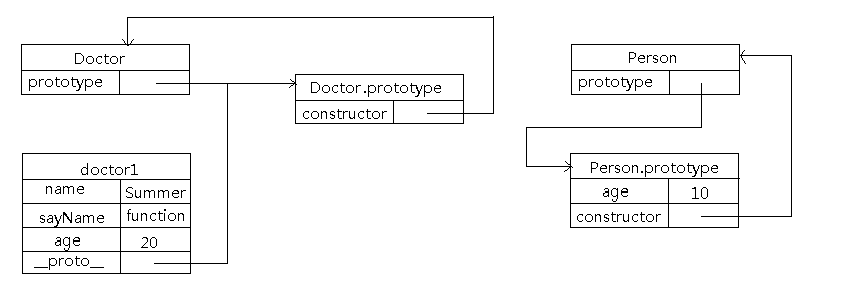 Doctor
prototype
Doctor.prototype
constructor
Person
prototype
Person.prototype
age 10
constructor
doctor1
name Summer
sayName function
age 20
__proto__